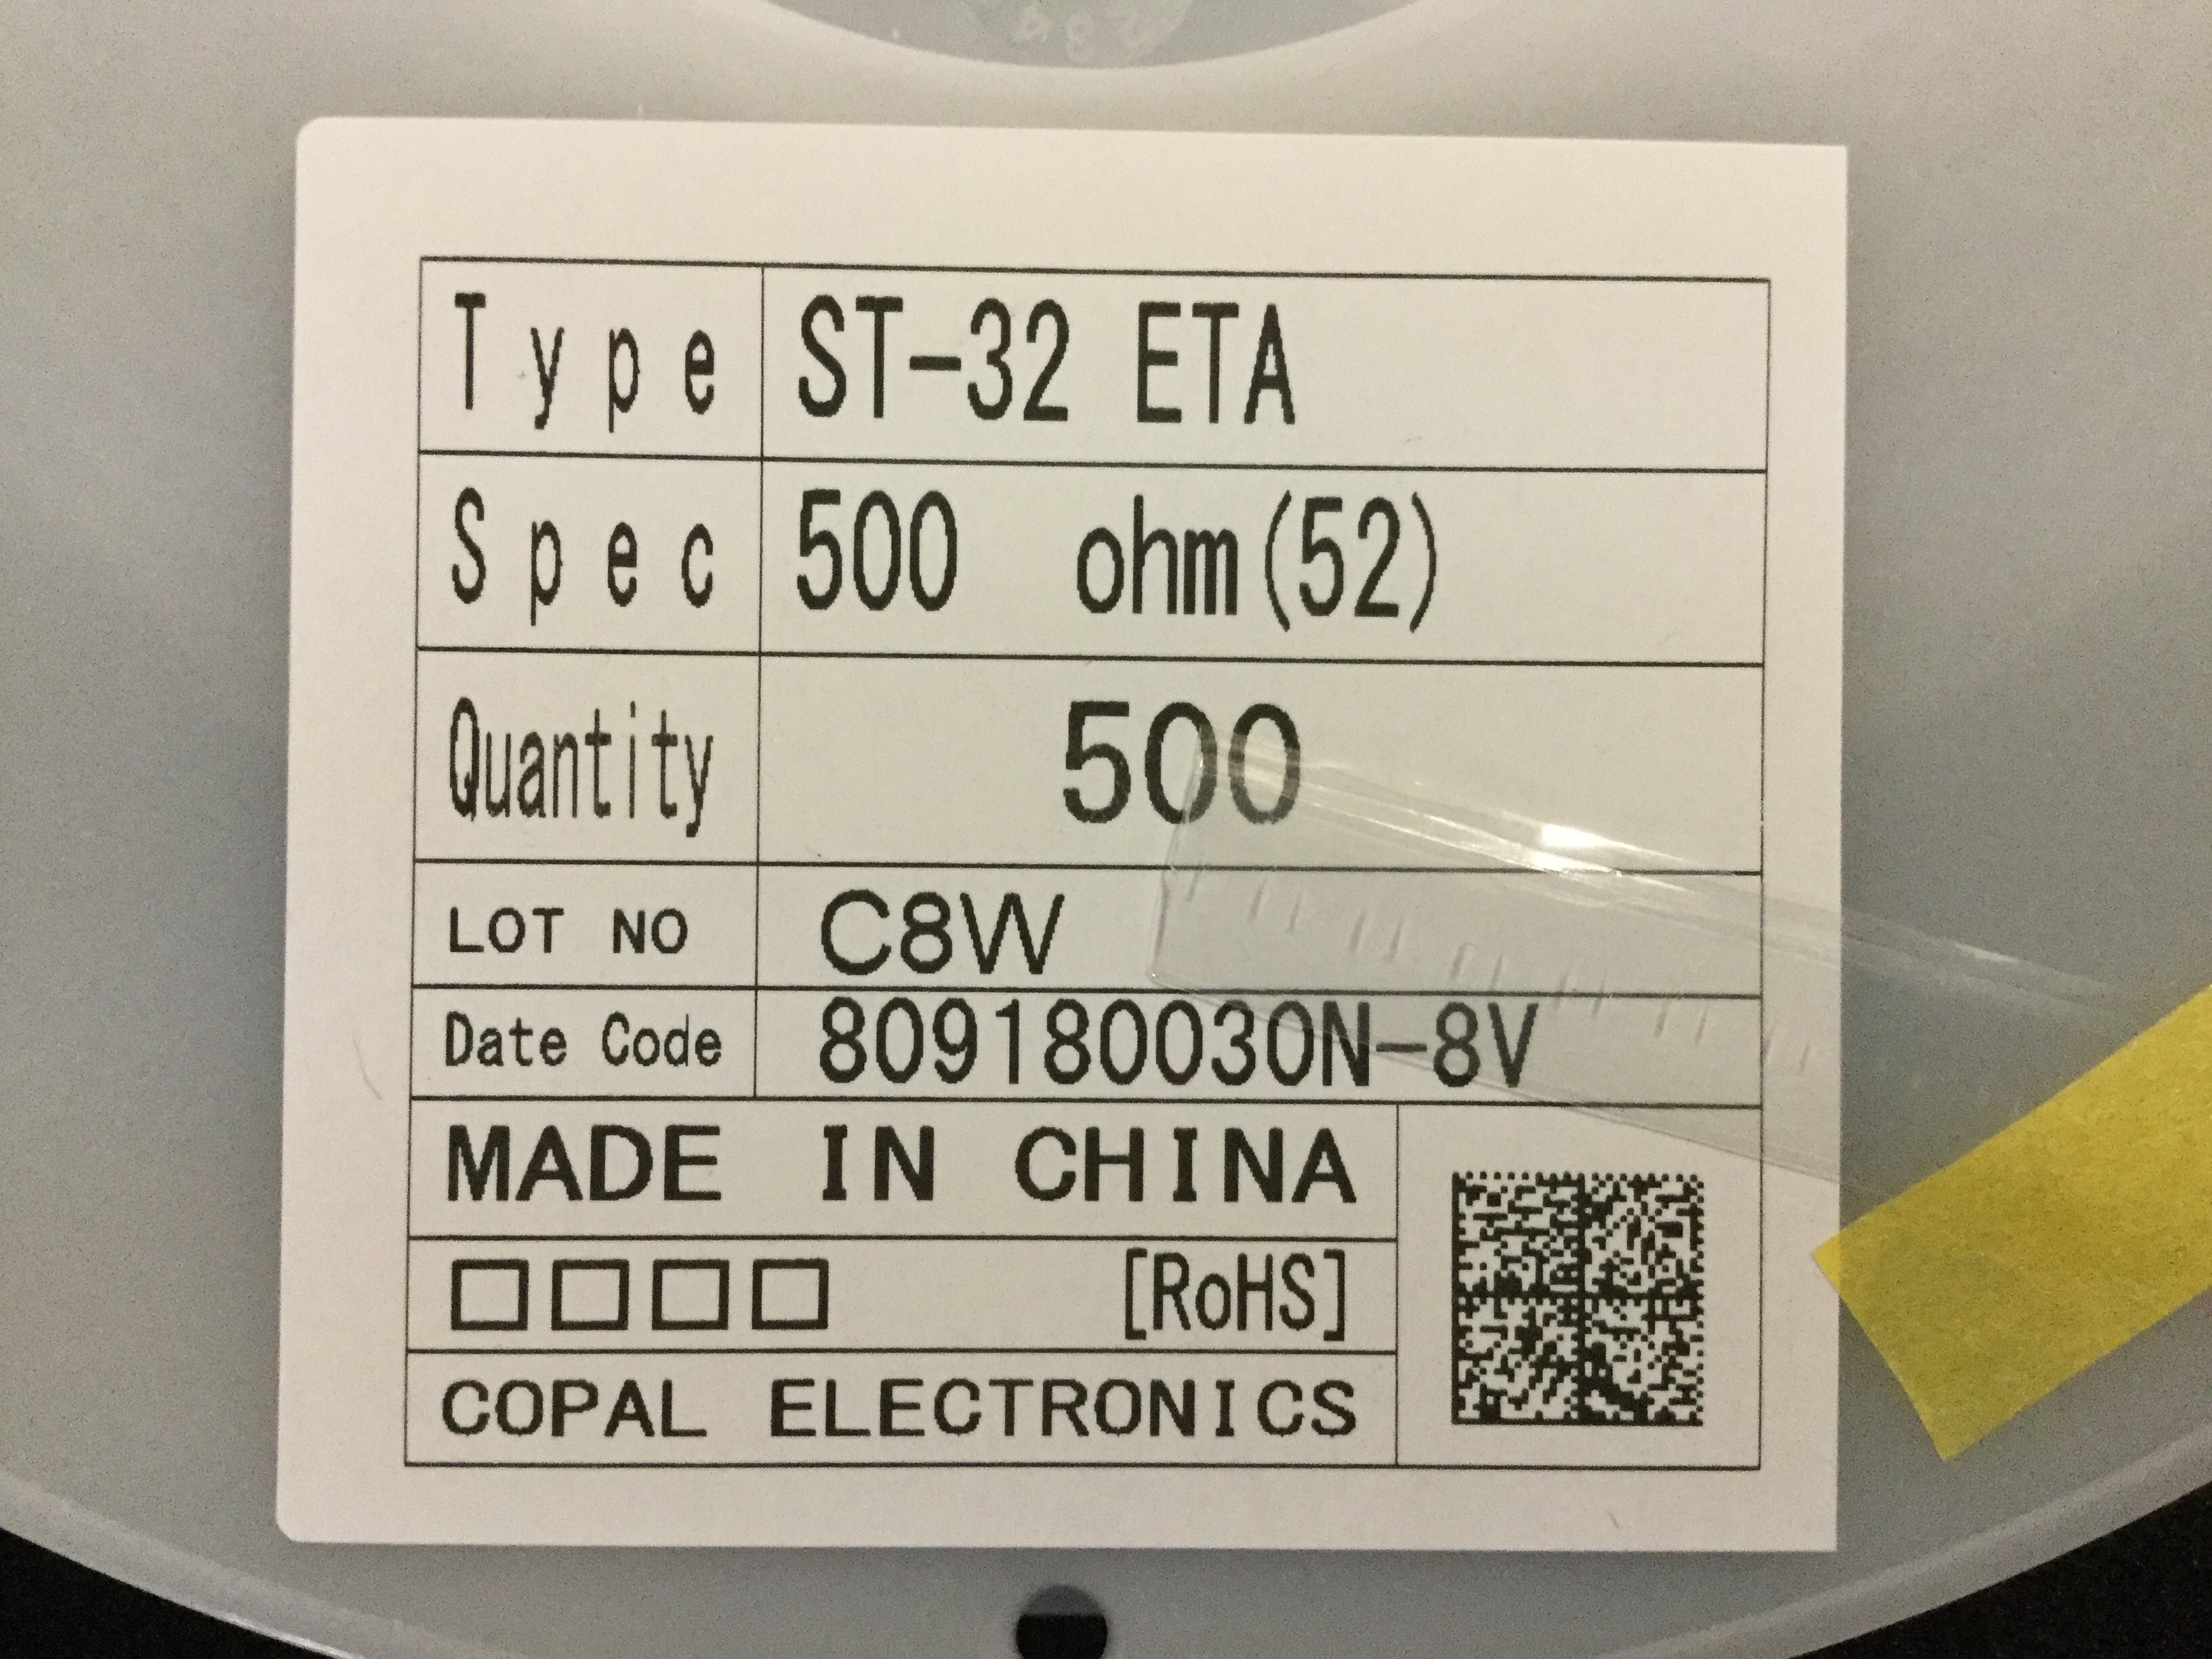 Type ST-32 ETA
Spec 500 ohm(52)
Quantity 500
LOT NO C8W
Date Code 809180030N-8V
MADE IN CHINA
□□□□ [RoHS]
COPAL ELECTRONICS